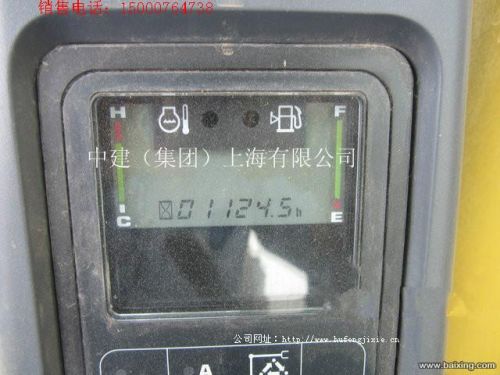 销售电话：15000764738
H
F
中建（集团）上海有限公司
01124.5h
C
E
公司网址：http://www.hufengjixie.cn
A
www.baixing.com